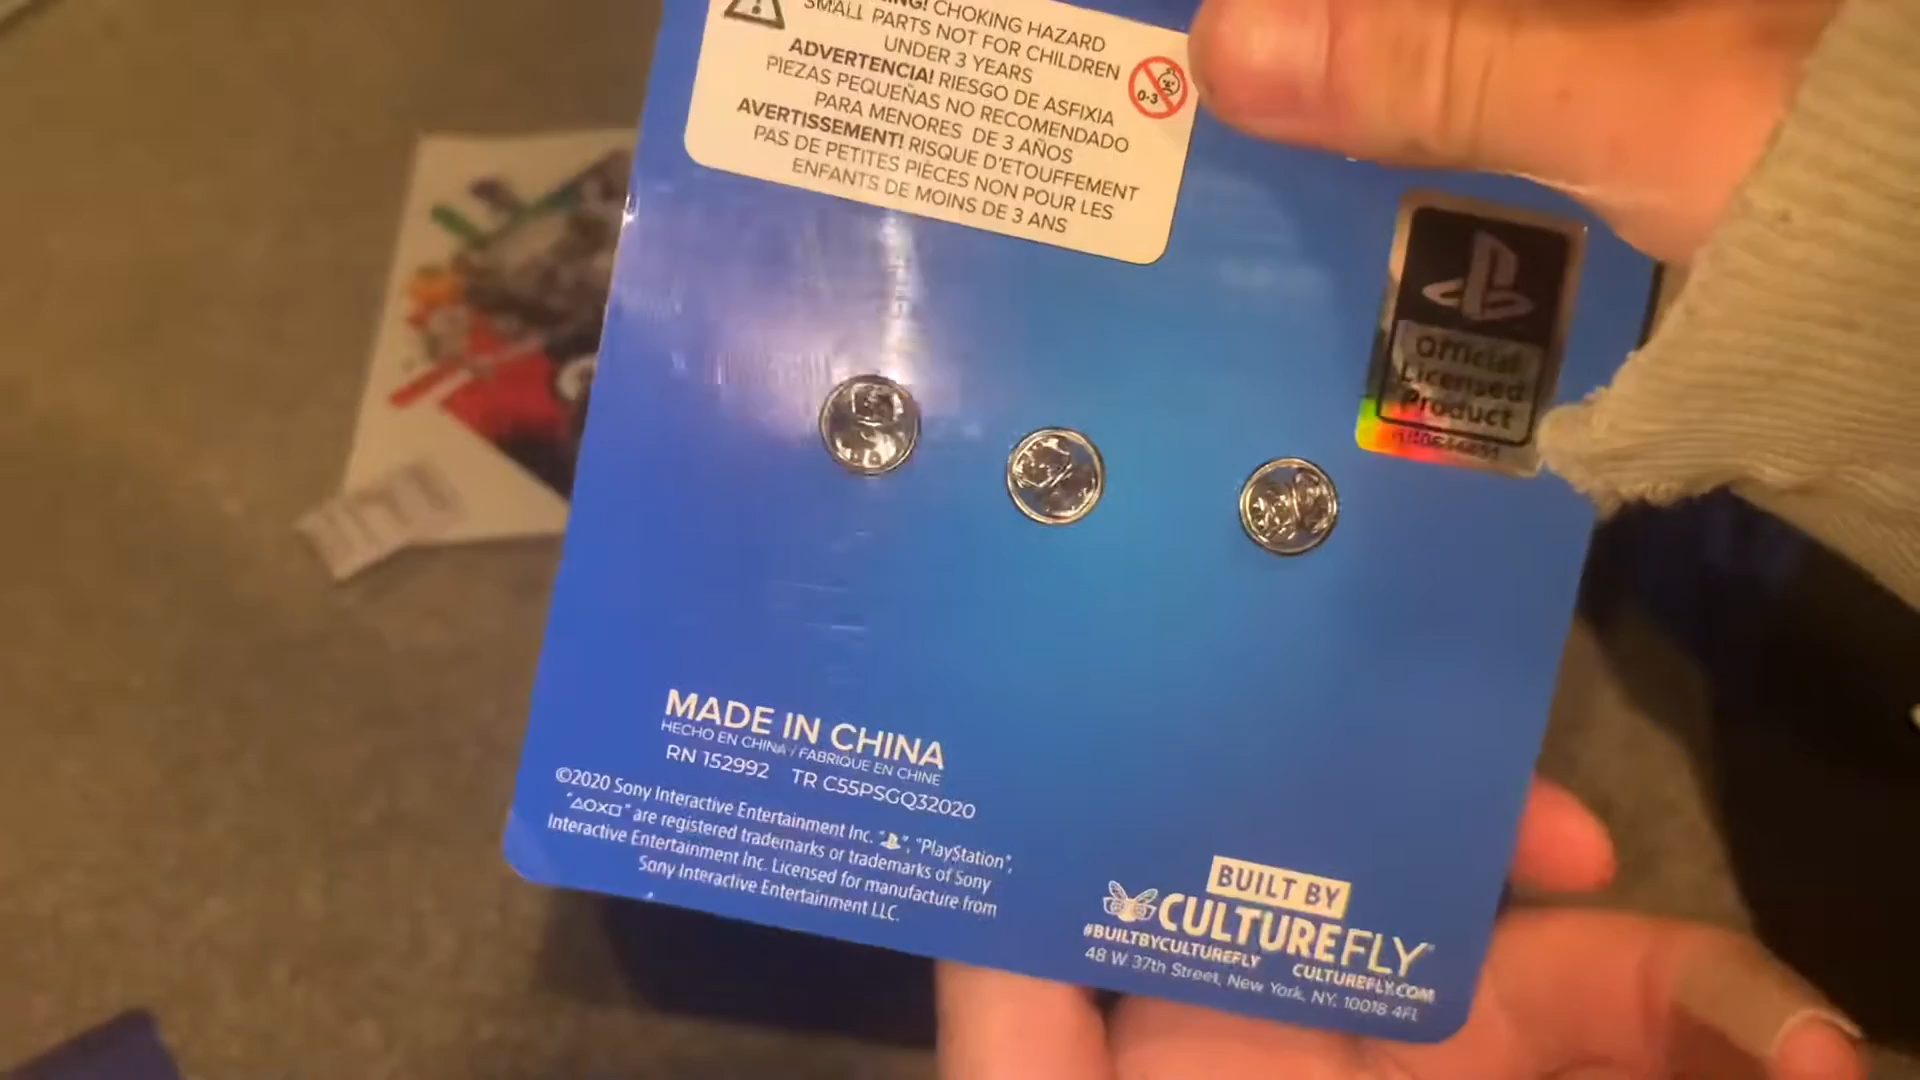 CHOKING HAZARD
SMALL PARTS NOT FOR CHILDREN
UNDER 3 YEARS
ADVERTENCIA! RIESGO DE ASFIXIA
PIEZAS PEQUEÑAS NO RECOMENDADO
PARA MENORES DE 3 AÑOS
AVERTISSEMENT! RISQUE D'ETOUFFEMENT
PAS DE PETITES PIÈCES NON POUR LES
ENFANTS DE MOINS DE 3 ANS
0-3
Official
Licensed
Product
MADE IN CHINA
HECHO EN CHINA / FABRIQUE EN CHINE
RN 152992 TR C55PSGQ32020
©2020 Sony Interactive Entertainment Inc. "", "PlayStation",
"△○×□" are registered trademarks or trademarks of Sony
Interactive Entertainment Inc. Licensed for manufacture from
Sony Interactive Entertainment LLC.
BUILT BY
CULTUREFLY
#BUILTBYCULTUREFLY CULTUREFLY.COM
48 W 37th Street, New York, NY, 10018 4FL